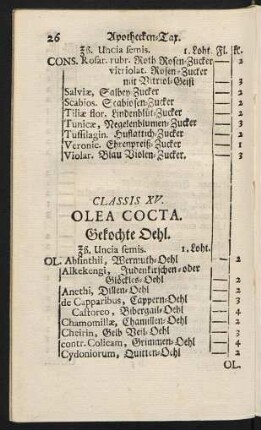 26 Apothecken-Tax.
℥ß. Uncia semis. 1. Loht. Fl. K.
CONS. Rosar. rubr. Roth Rosen-Zucker — 2
vitriolat. Rosen-Zucker
mit Vitriol-Geist — 3
Salviæ, Salbey-Zucker — 2
Scabios. Scabiosen-Zucker — 2
Tiliæ flor. Lindenblüt-Zucker — 2
Tunicæ, Negelenblumen-Zucker — 3
Tussilagin. Huflattich-Zucker — 2
Veronic. Ehrenpreiß-Zucker — 1
Violar. Blau Violen-Zucker. — 3
CLASSIS XV.
OLEA COCTA.
Gekochte Oehl.
℥ß. Uncia semis. 1. Loht.
OL. Absinthii, Wermuth-Oehl — 2
Alkekengi, Judenkirschen- oder
Glöckles-Oehl — 2
Anethi, Dillen-Oehl — 2
de Capparibus, Cappern-Oehl — 3
Castoreo, Bibergail-Oehl — 4
Chamomillæ, Chamillen-Oehl — 2
Cheirin, Gelb Veil-Oehl — 3
contr. Colicam, Grimmen-Oehl — 4
Cydoniorum, Quitten-Oehl — 2
OL.